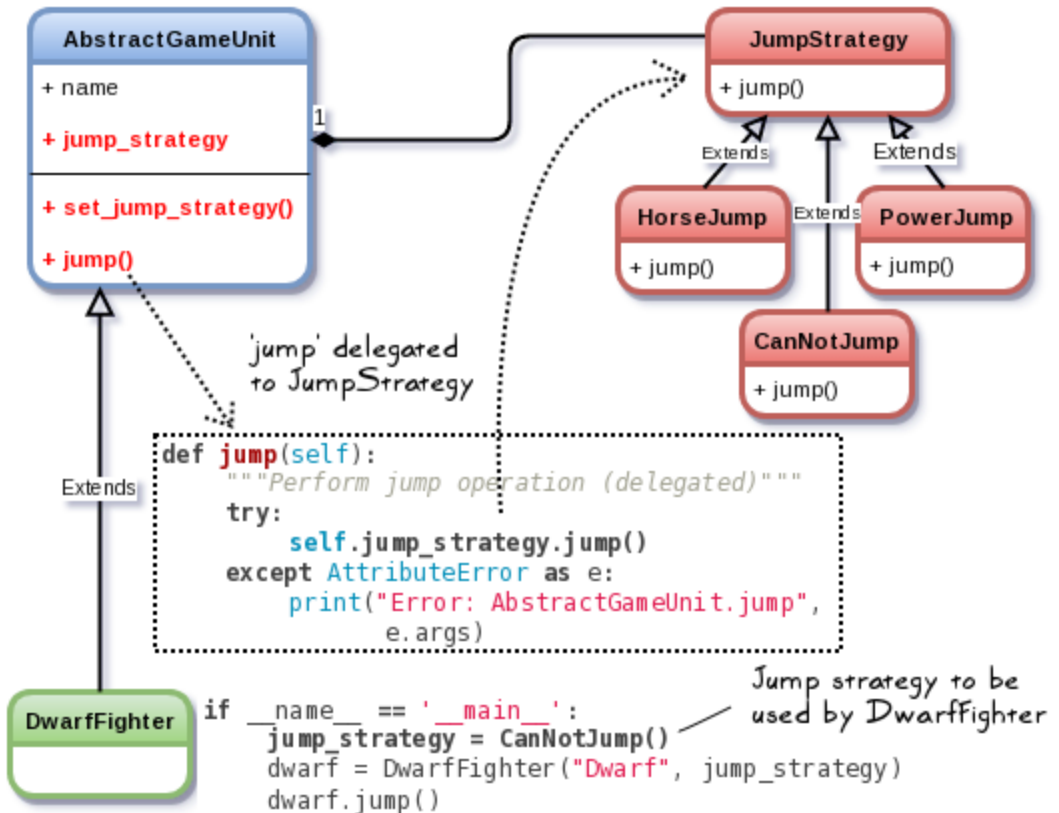 AbstractGameUnit
+ name
+ jump_strategy
+ set_jump_strategy()
+ jump()
1
JumpStrategy
+ jump()
Extends
Extends
Extends
HorseJump
+ jump()
PowerJump
+ jump()
CanNotJump
+ jump()
'jump' delegated
to JumpStrategy
Extends
def jump(self):
"""Perform jump operation (delegated)"""
try:
self.jump_strategy.jump()
except AttributeError as e:
print("Error: AbstractGameUnit.jump",
e.args)
DwarfFighter
Jump strategy to be
used by DwarfFighter
if __name__ == '__main__':
jump_strategy = CanNotJump()
dwarf = DwarfFighter("Dwarf", jump_strategy)
dwarf.jump()